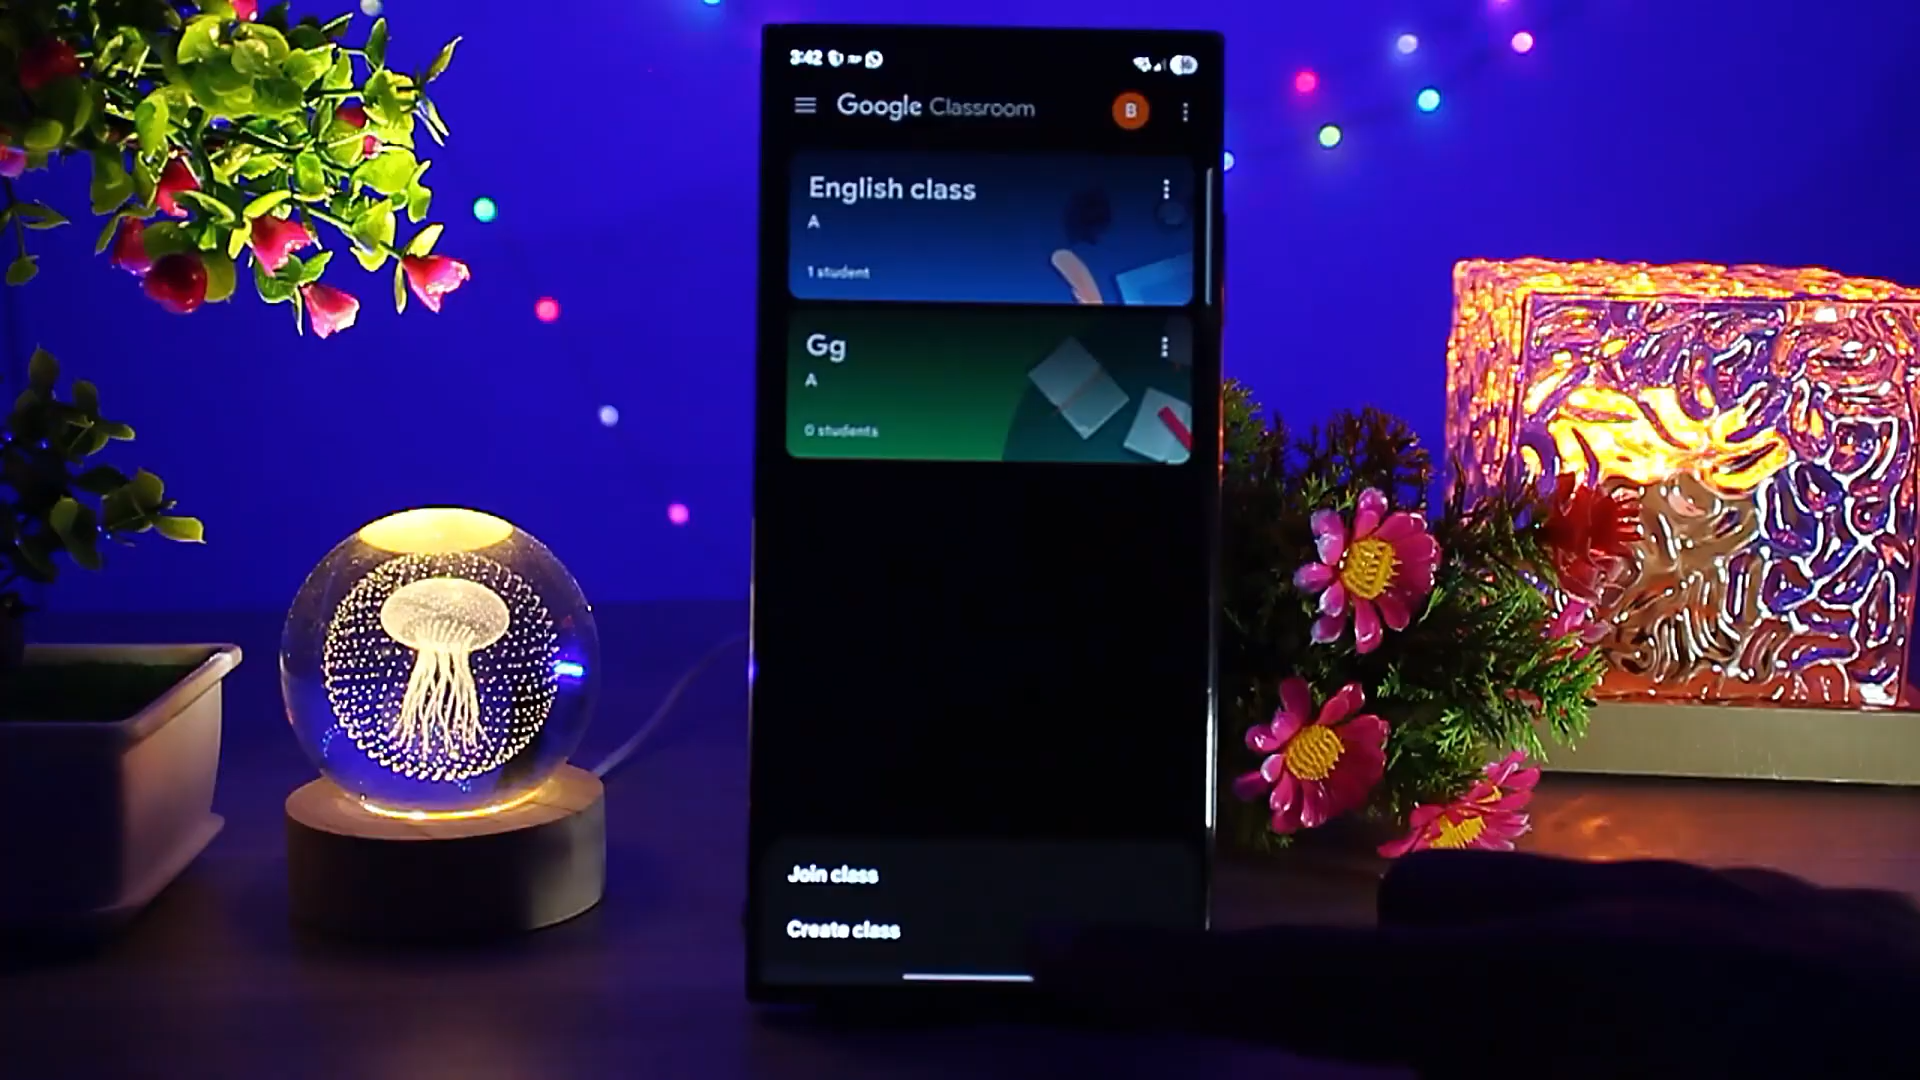 3:42
Google Classroom
B
English class
A
1 student
Gg
A
0 students
Join class
Create class